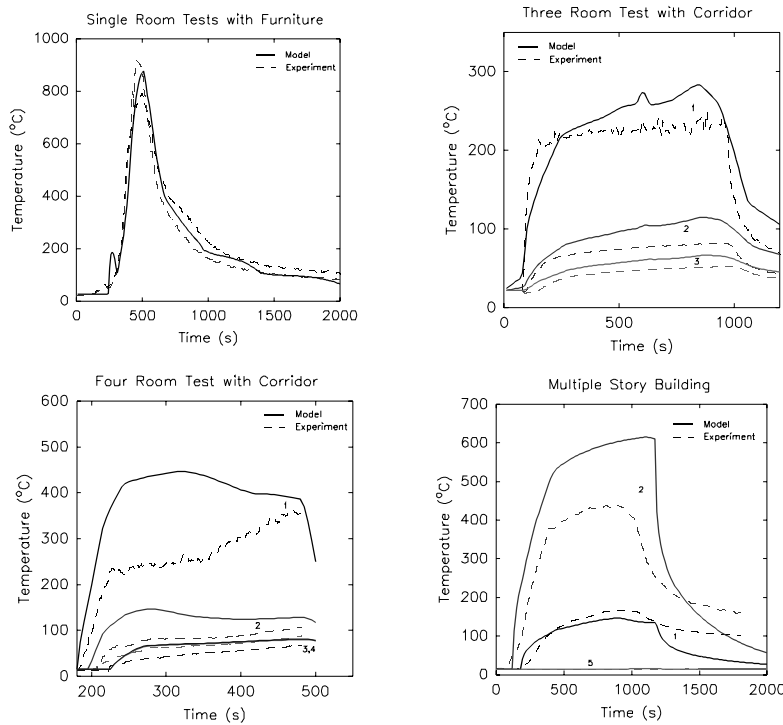 Single Room Tests with Furniture
Model
Experiment
1000
800
600
400
200
0
Temperature (°C)
0 500 1000 1500 2000
Time (s)
Three Room Test with Corridor
Model
Experiment
300
200
100
0
Temperature (°C)
2
3
0 500 1000
Time (s)
Four Room Test with Corridor
Model
Experiment
600
500
400
300
200
100
0
Temperature (°C)
1
2
3,4
200 300 400 500
Time (s)
Multiple Story Building
Model
Experiment
700
600
500
400
300
200
100
0
Temperature (°C)
2
1
5
0 500 1000 1500 2000
Time (s)